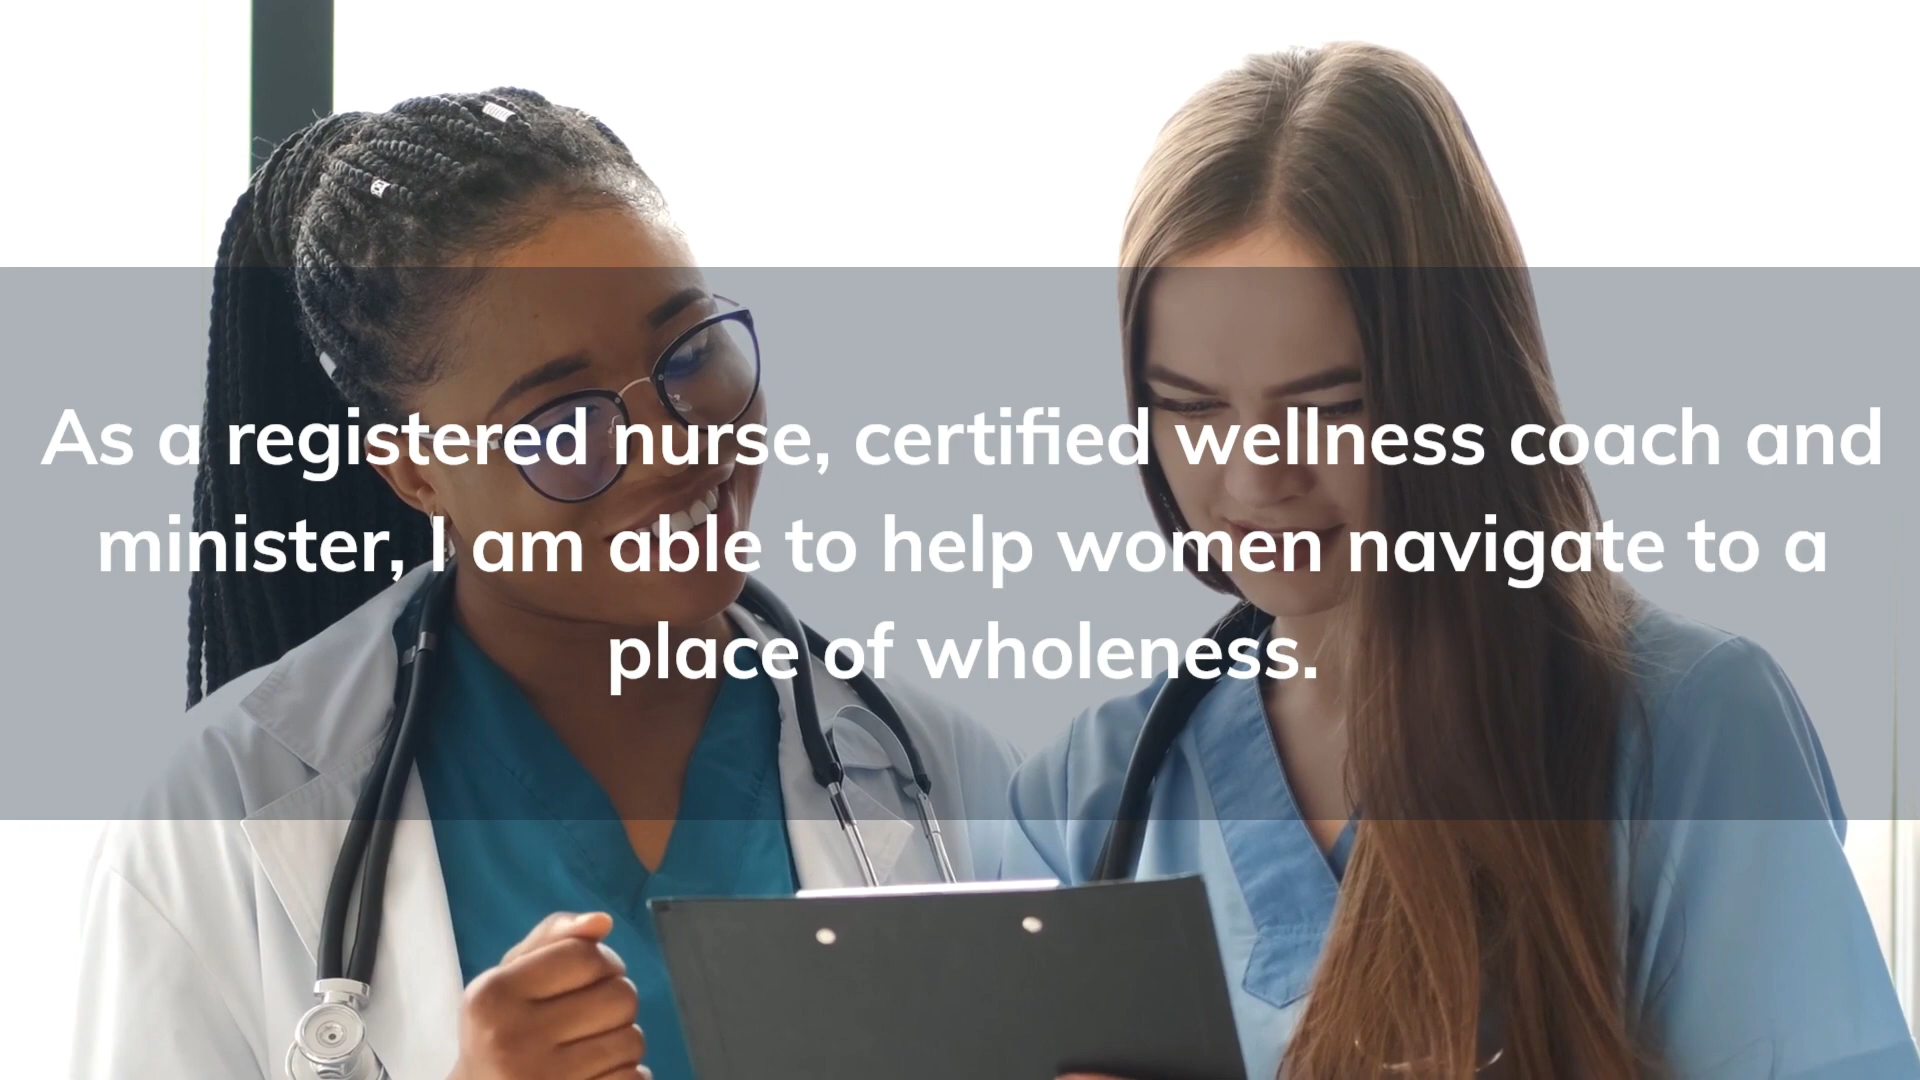 As a registered nurse, certified wellness coach and
minister, I am able to help women navigate to a
place of wholeness.